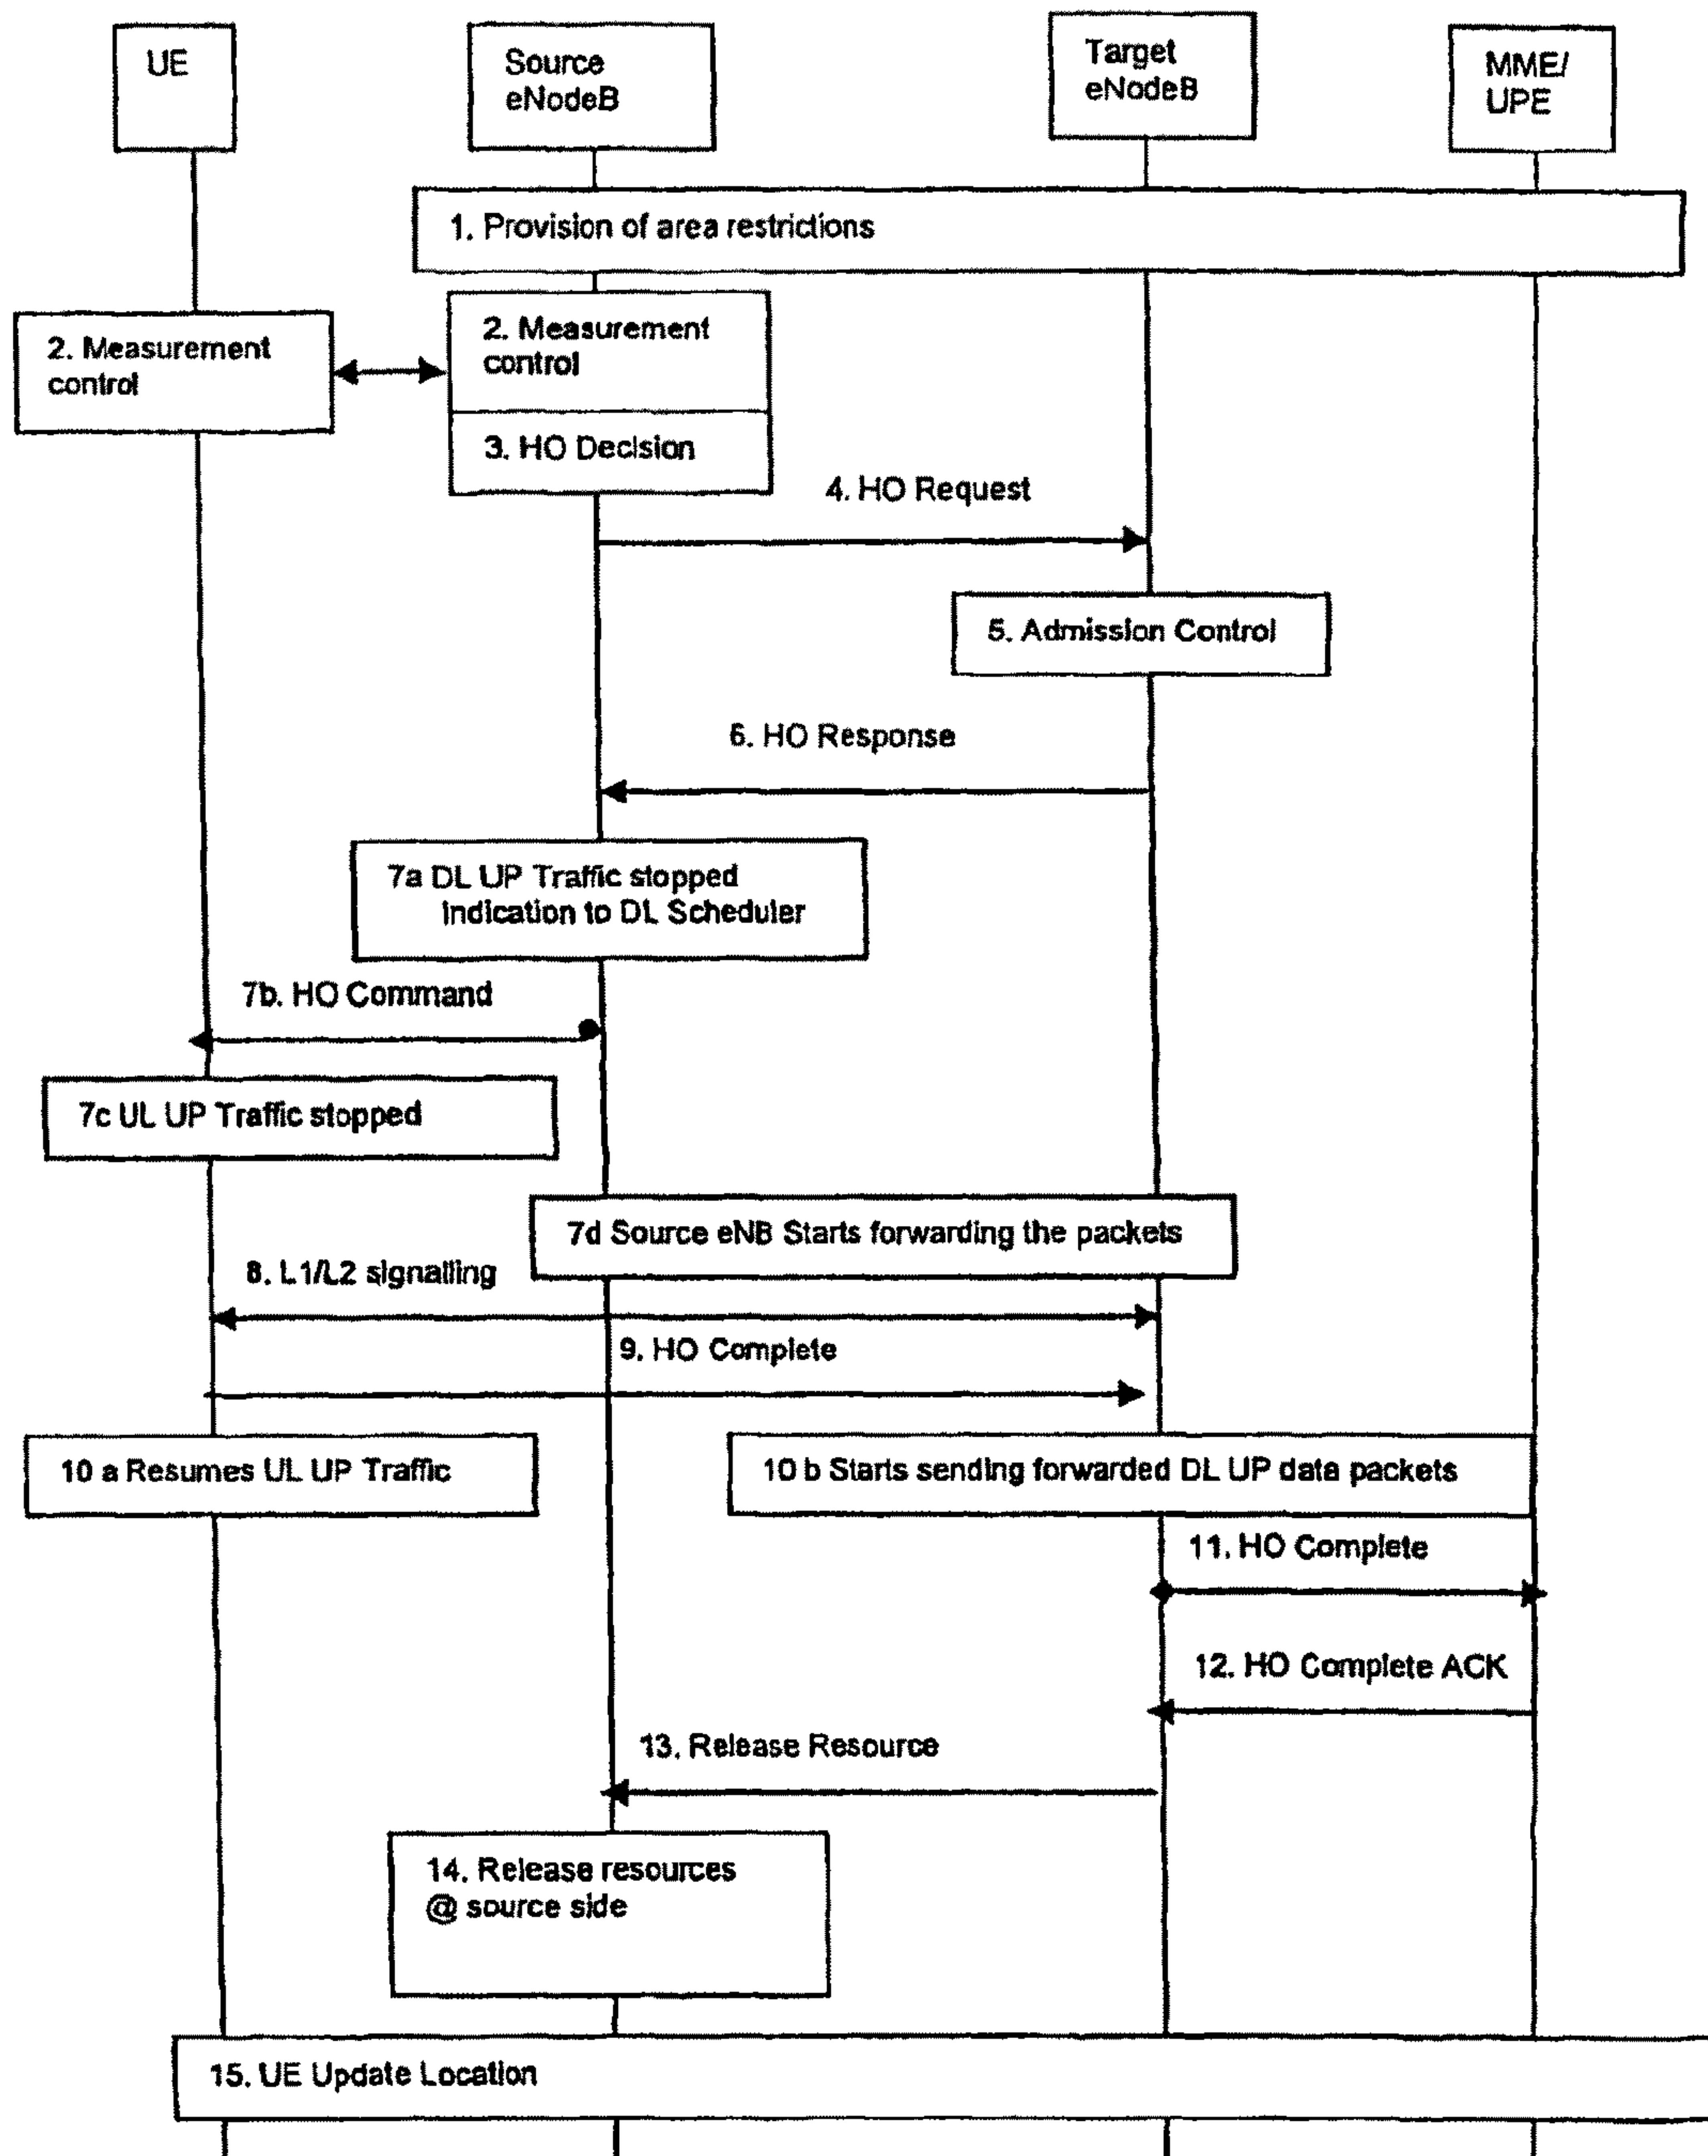 UE
Source
eNodeB
Target
eNodeB
MME/
UPE
1. Provision of area restrictions
2. Measurement
control
2. Measurement
control
3. HO Decision
4. HO Request
5. Admission Control
6. HO Response
7a DL UP Traffic stopped
Indication to DL Scheduler
7b. HO Command
7c UL UP Traffic stopped
7d Source eNB Starts forwarding the packets
8. L1/L2 signalling
9. HO Complete
10 a Resumes UL UP Traffic
10 b Starts sending forwarded DL UP data packets
11. HO Complete
12. HO Complete ACK
13. Release Resource
14. Release resources
@ source side
15. UE Update Location